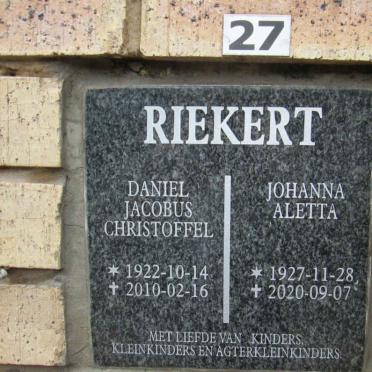 27
RIEKERT
DANIEL
JACOBUS
CHRISTOFFEL
✶ 1922-10-14
✝ 2010-02-16
JOHANNA
ALETTA
✶ 1927-11-28
✝ 2020-09-07
MET LIEFDE VAN KINDERS,
KLEINKINDERS EN AGTERKLEINKINDERS